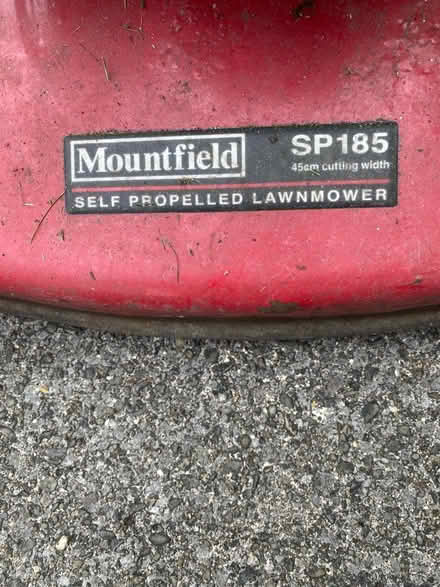 Mountfield
SP185
45cm cutting width
SELF PROPELLED LAWNMOWER